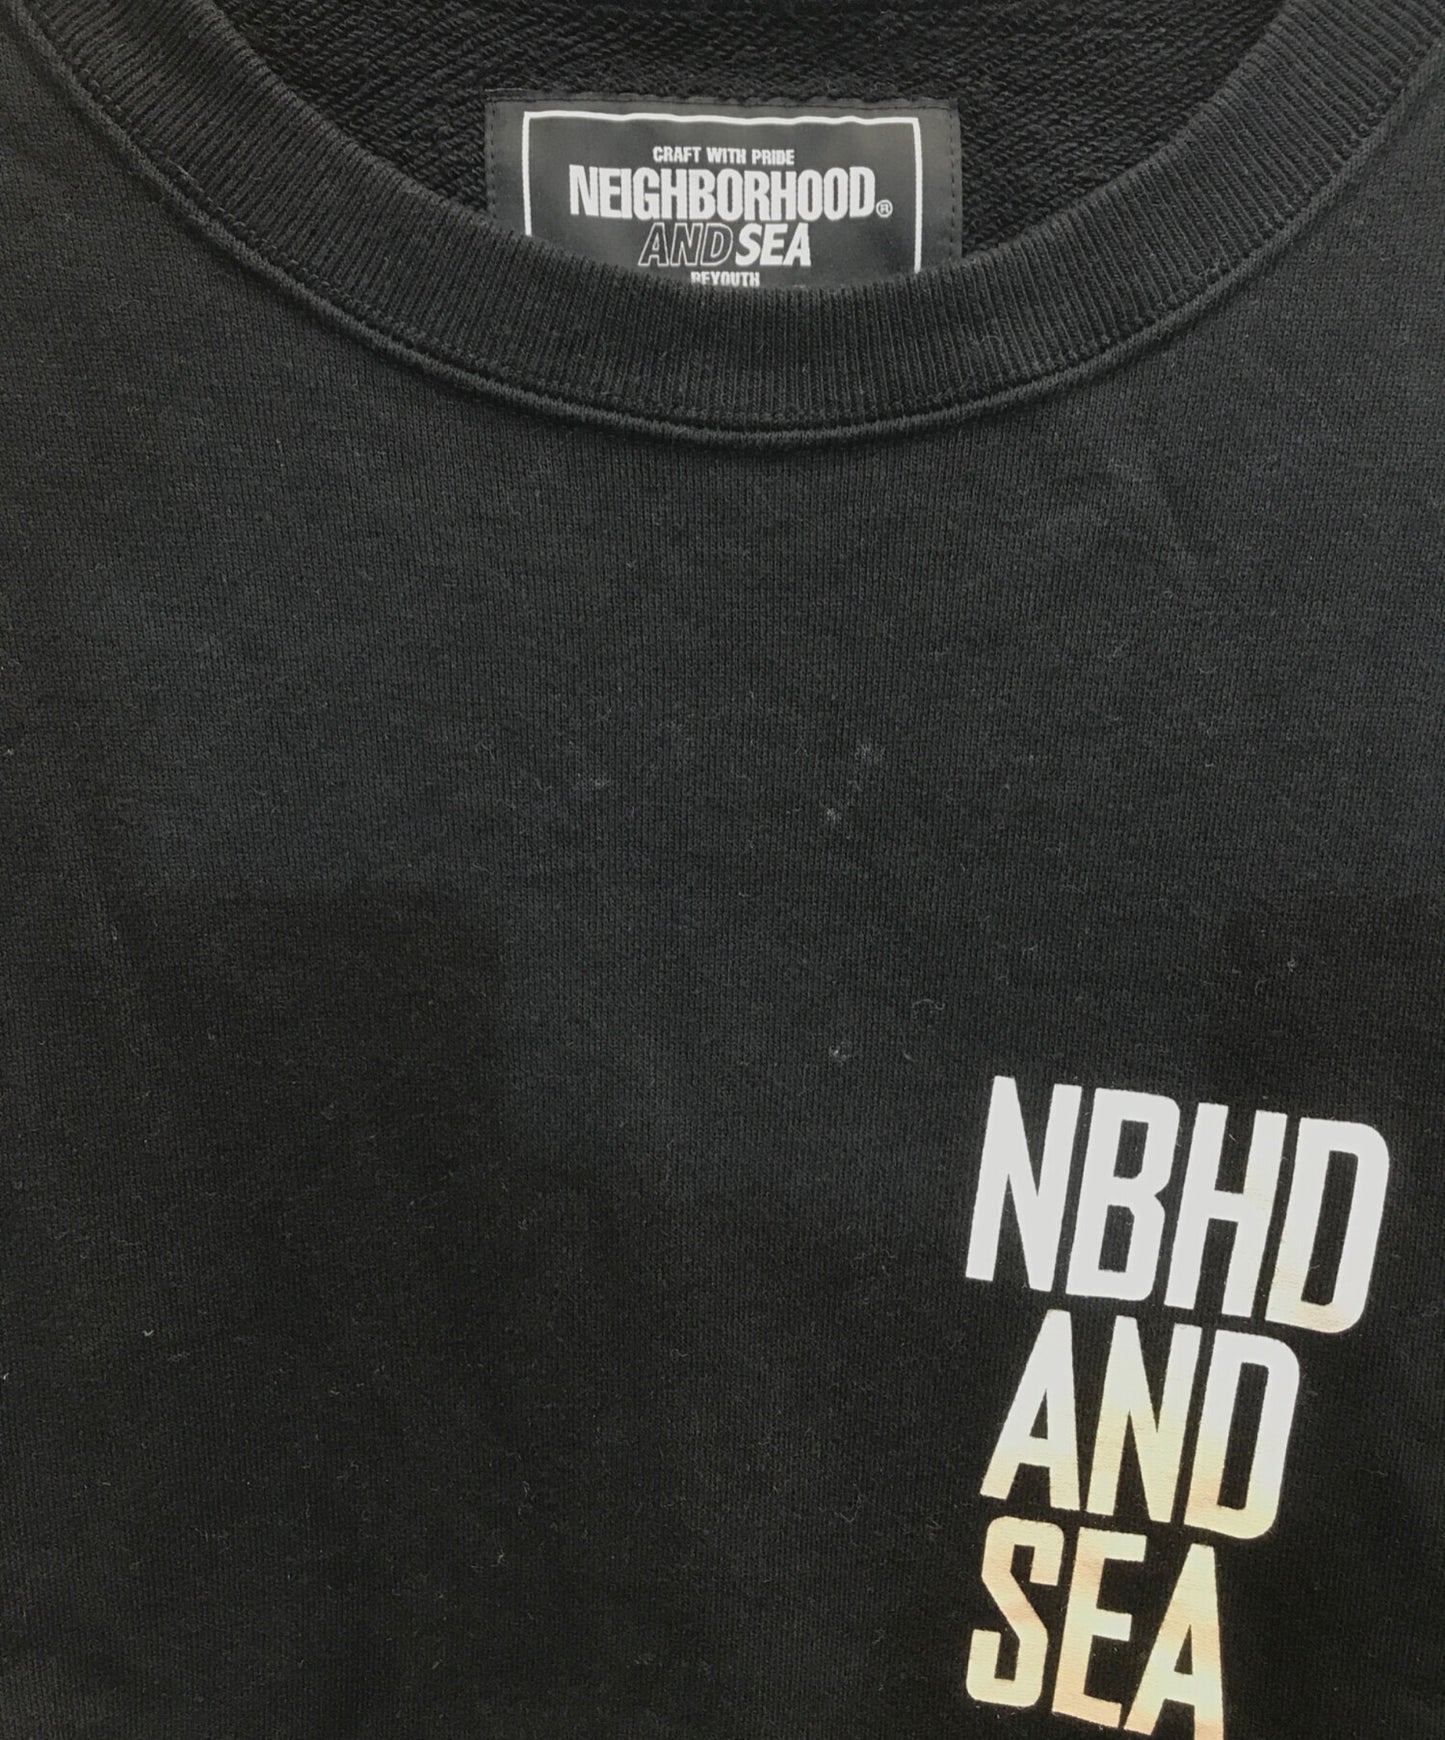 CRAFT WITH PRIDE
NEIGHBORHOOD®
AND SEA
BEYOUTH
NBHD
AND
SEA